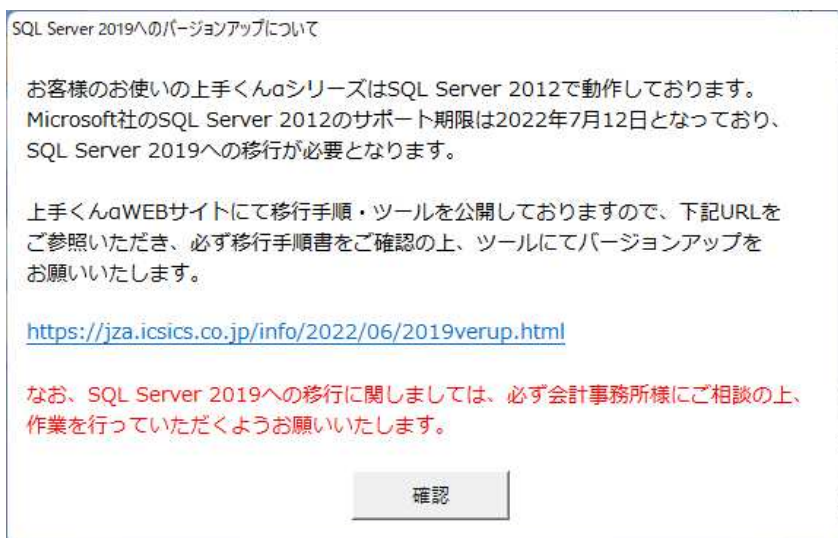 SQL Server 2019へのバージョンアップについて
お客様のお使いの上手くんαシリーズはSQL Server 2012で動作しております。
Microsoft社のSQL Server 2012のサポート期限は2022年7月12日となっており、
SQL Server 2019への移行が必要となります。
上手くんαWEBサイトにて移行手順・ツールを公開しておりますので、下記URLを
ご参照いただき、必ず移行手順書をご確認の上、ツールにてバージョンアップを
お願いいたします。
https://jza.icsics.co.jp/info/2022/06/2019verup.html
なお、SQL Server 2019への移行に関しましては、必ず会計事務所様にご相談の上、
作業を行っていただくようお願いいたします。
確認